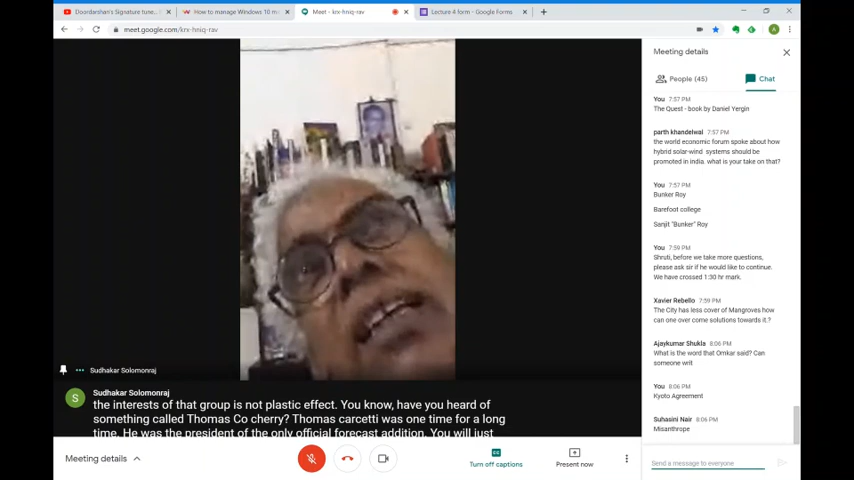 Doordarshan's Signature tune...
How to manage Windows 10 m
Meet - krx-hniq-rav
Lecture 4 form - Google Forms
meet.google.com/krx-hniq-rav
A
Meeting details
People (45)
Chat
You 7:57 PM
The Quest - book by Daniel Yergin
parth khandelwal 7:57 PM
the world economic forum spoke about how
hybrid solar-wind systems should be
promoted in india. what is your take on that?
You 7:57 PM
Bunker Roy
Barefoot college
Sanjit "Bunker" Roy
You 7:59 PM
Shruti, before we take more questions,
please ask sir if he would like to continue.
We have crossed 1:30 hr mark.
Xavier Rebello 7:59 PM
The City has less cover of Mangroves how
can one over come solutions towards it.?
Ajaykumar Shukla 8:06 PM
What is the word that Omkar said? Can
someone writ
You 8:06 PM
Kyoto Agreement
Suhasini Nair 8:06 PM
Misanthrope
Send a message to everyone
Sudhakar Solomonraj
S
Sudhakar Solomonraj
the interests of that group is not plastic effect. You know, have you heard of
something called Thomas Co cherry? Thomas carcetti was one time for a long
time. He was the president of the only official forecast addition. You will just
Meeting details
Turn off captions
Present now